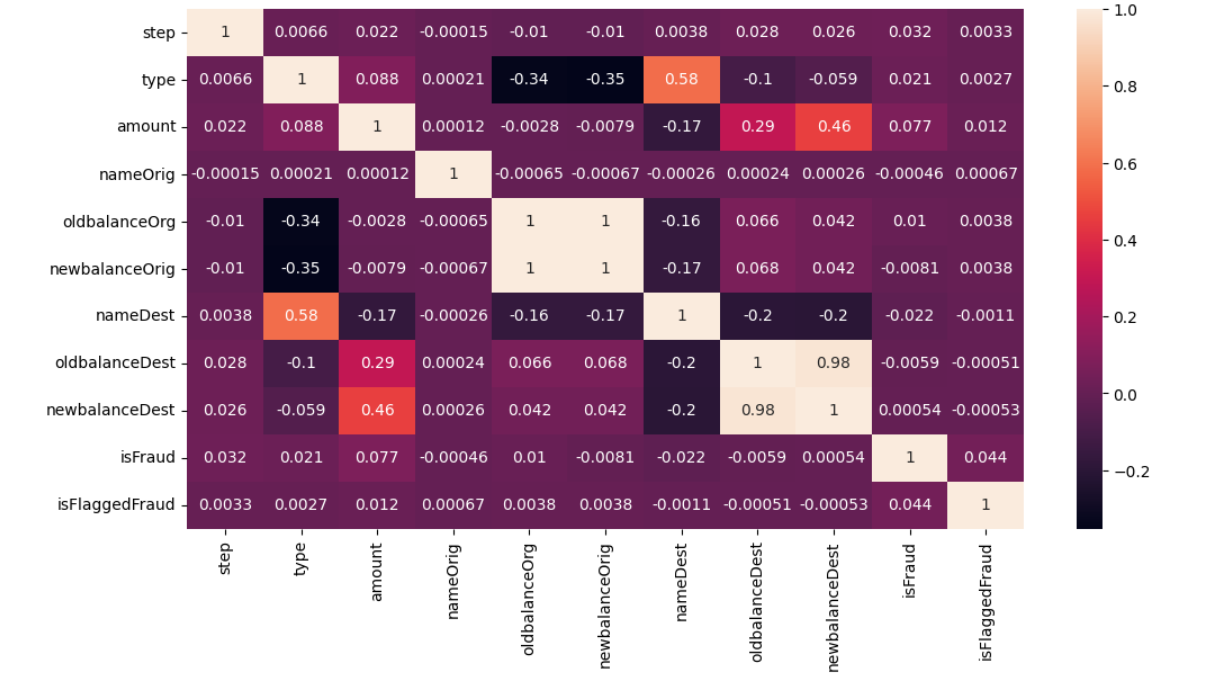 step 1 0.0066 0.022 -0.00015 -0.01 -0.01 0.0038 0.028 0.026 0.032 0.0033
type 0.0066 1 0.088 0.00021 -0.34 -0.35 0.58 -0.1 -0.059 0.021 0.0027
amount 0.022 0.088 1 0.00012 -0.0028 -0.0079 -0.17 0.29 0.46 0.077 0.012
nameOrig -0.00015 0.00021 0.00012 1 -0.00065 -0.00067 -0.00026 0.00024 0.00026 -0.00046 0.00067
oldbalanceOrg -0.01 -0.34 -0.0028 -0.00065 1 1 -0.16 0.066 0.042 0.01 0.0038
newbalanceOrig -0.01 -0.35 -0.0079 -0.00067 1 1 -0.17 0.068 0.042 -0.0081 0.0038
nameDest 0.0038 0.58 -0.17 -0.00026 -0.16 -0.17 1 -0.2 -0.2 -0.022 -0.0011
oldbalanceDest 0.028 -0.1 0.29 0.00024 0.066 0.068 -0.2 1 0.98 -0.0059 -0.00051
newbalanceDest 0.026 -0.059 0.46 0.00026 0.042 0.042 -0.2 0.98 1 0.00054 -0.00053
isFraud 0.032 0.021 0.077 -0.00046 0.01 -0.0081 -0.022 -0.0059 0.00054 1 0.044
isFlaggedFraud 0.0033 0.0027 0.012 0.00067 0.0038 0.0038 -0.0011 -0.00051 -0.00053 0.044 1
step
type
amount
nameOrig
oldbalanceOrg
newbalanceOrig
nameDest
oldbalanceDest
newbalanceDest
isFraud
isFlaggedFraud
1.0
0.8
0.6
0.4
0.2
0.0
−0.2